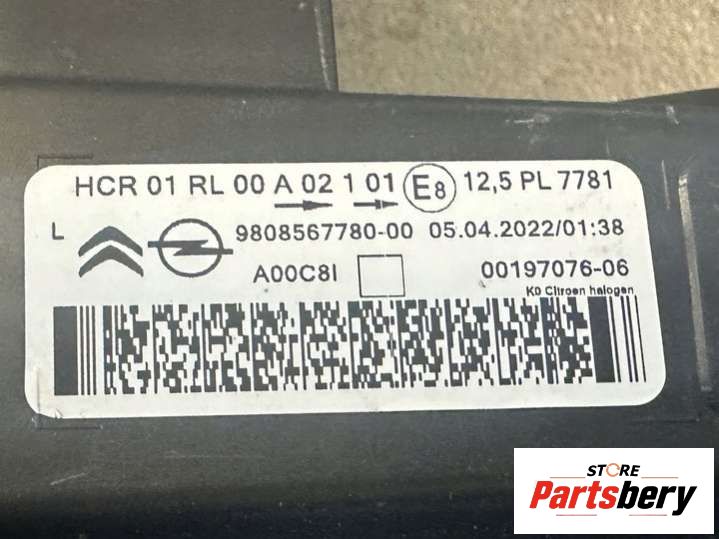 HCR 01 RL 00 A 02 1 01 E8 12,5 PL 7781
L 9808567780-00 05.04.2022/01:38
A00C8I 00197076-06
K0 Citroen halogen
STORE
Partsbery